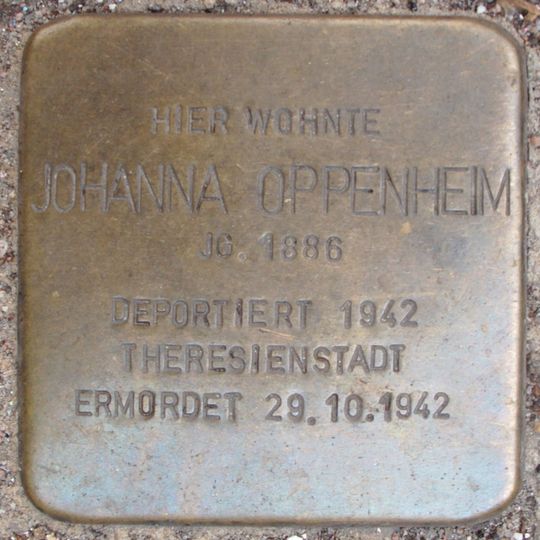 HIER WOHNTE
JOHANNA OPPENHEIM
JG. 1886
DEPORTIERT 1942
THERESIENSTADT
ERMORDET 29.10.1942